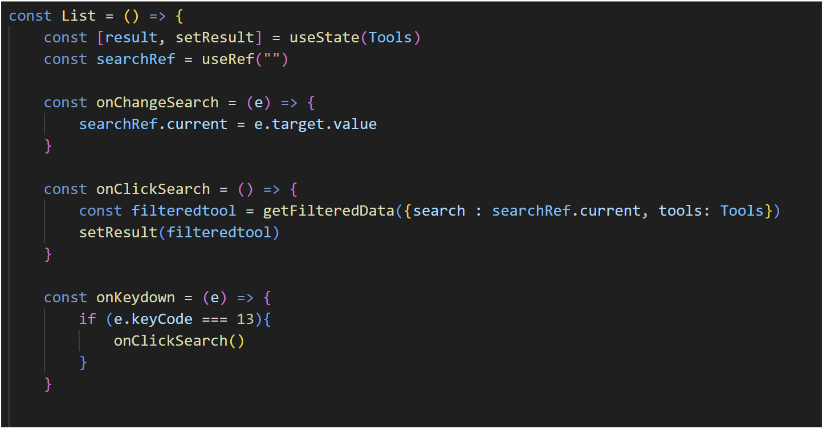 const List = () => {
    const [result, setResult] = useState(Tools)
    const searchRef = useRef("")

    const onChangeSearch = (e) => {
        searchRef.current = e.target.value
    }

    const onClickSearch = () => {
        const filteredtool = getFilteredData({search : searchRef.current, tools: Tools})
        setResult(filteredtool)
    }

    const onKeydown = (e) => {
        if (e.keyCode === 13){
            onClickSearch()
        }
    }